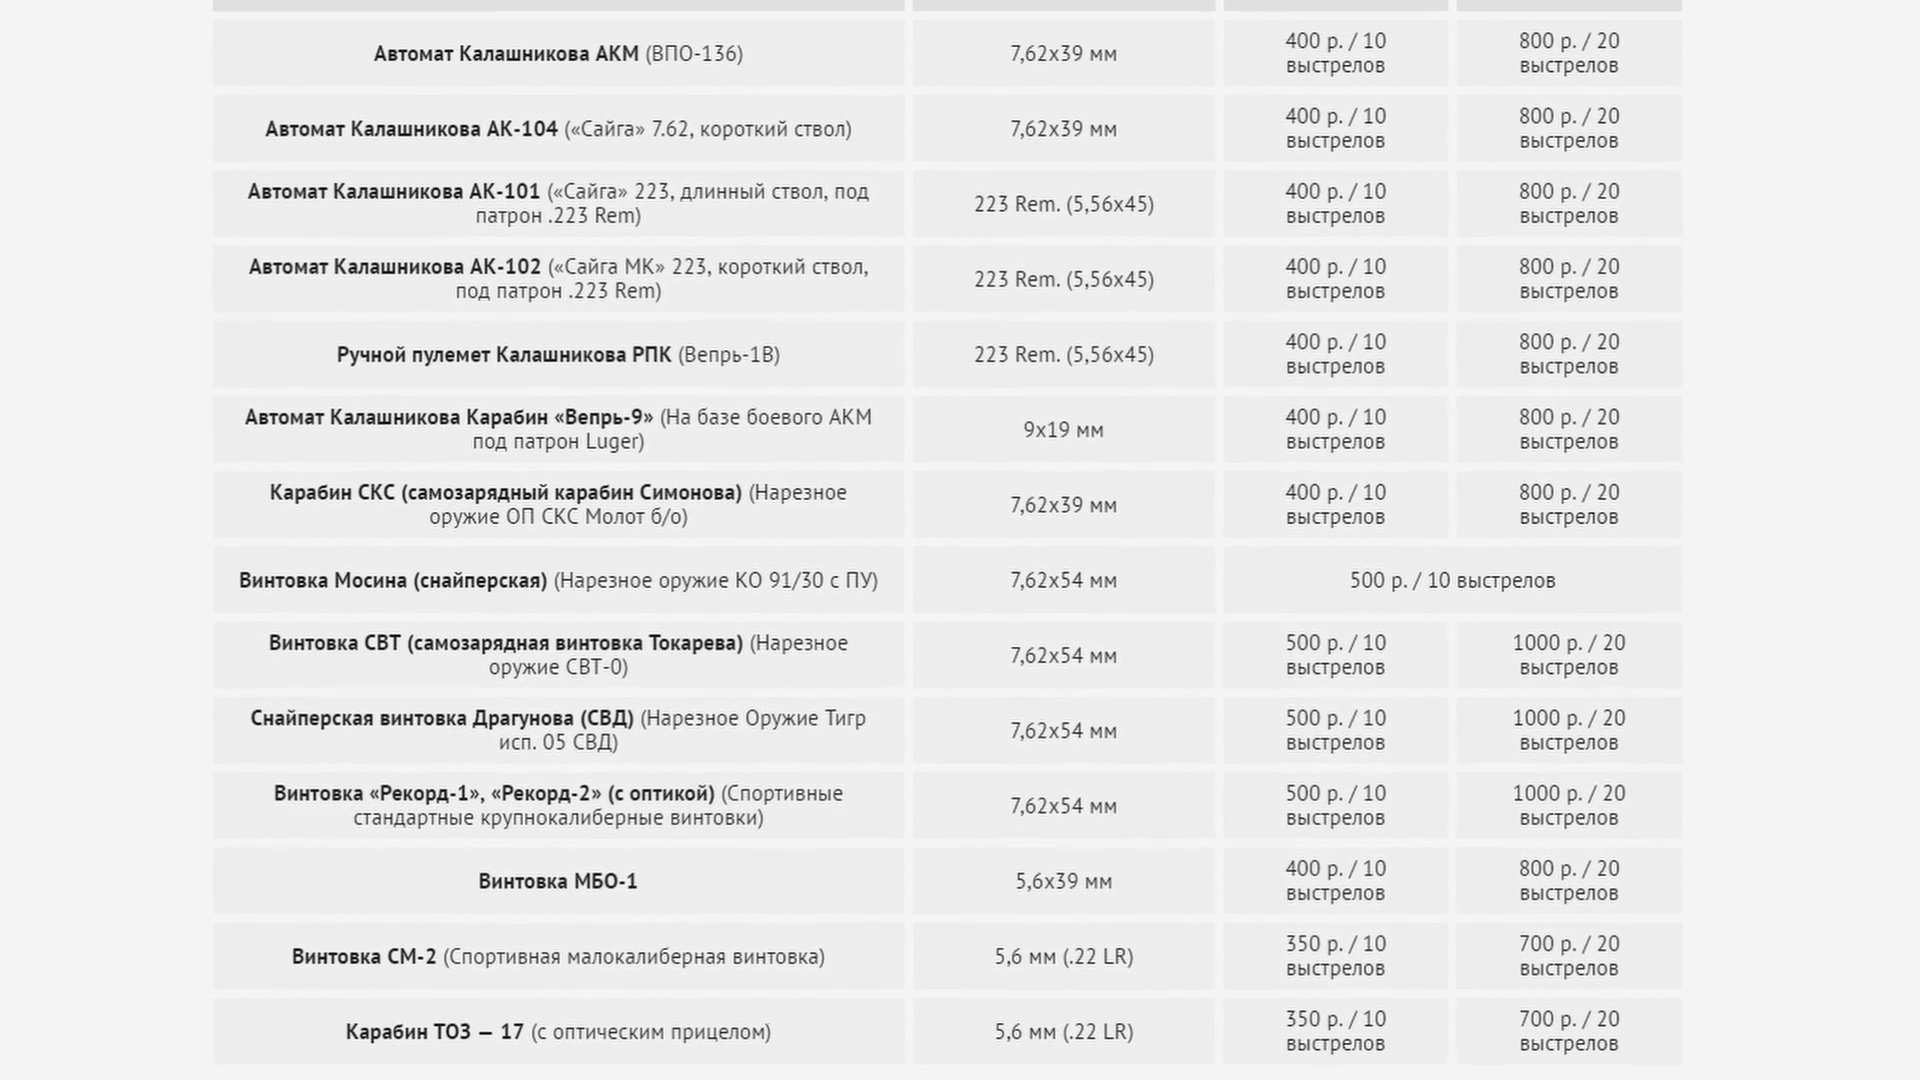 Автомат Калашникова АКМ (ВПО-136)
7,62x39 мм
400 р. / 10
выстрелов
800 р. / 20
выстрелов
Автомат Калашникова АК-104 («Сайга» 7.62, короткий ствол)
7,62x39 мм
400 р. / 10
выстрелов
800 р. / 20
выстрелов
Автомат Калашникова АК-101 («Сайга» 223, длинный ствол, под
патрон .223 Rem)
223 Rem. (5,56x45)
400 р. / 10
выстрелов
800 р. / 20
выстрелов
Автомат Калашникова АК-102 («Сайга МК» 223, короткий ствол,
под патрон .223 Rem)
223 Rem. (5,56x45)
400 р. / 10
выстрелов
800 р. / 20
выстрелов
Ручной пулемет Калашникова РПК (Вепрь-1В)
223 Rem. (5,56x45)
400 р. / 10
выстрелов
800 р. / 20
выстрелов
Автомат Калашникова Карабин «Вепрь-9» (На базе боевого АКМ
под патрон Luger)
9x19 мм
400 р. / 10
выстрелов
800 р. / 20
выстрелов
Карабин СКС (самозарядный карабин Симонова) (Нарезное
оружие ОП СКС Молот б/о)
7,62x39 мм
400 р. / 10
выстрелов
800 р. / 20
выстрелов
Винтовка Мосина (снайперская) (Нарезное оружие КО 91/30 с ПУ)
7,62x54 мм
500 р. / 10 выстрелов
Винтовка СВТ (самозарядная винтовка Токарева) (Нарезное
оружие СВТ-0)
7,62x54 мм
500 р. / 10
выстрелов
1000 р. / 20
выстрелов
Снайперская винтовка Драгунова (СВД) (Нарезное Оружие Тигр
исп. 05 СВД)
7,62x54 мм
500 р. / 10
выстрелов
1000 р. / 20
выстрелов
Винтовка «Рекорд-1», «Рекорд-2» (с оптикой) (Спортивные
стандартные крупнокалиберные винтовки)
7,62x54 мм
500 р. / 10
выстрелов
1000 р. / 20
выстрелов
Винтовка МБО-1
5,6x39 мм
400 р. / 10
выстрелов
800 р. / 20
выстрелов
Винтовка СМ-2 (Спортивная малокалиберная винтовка)
5,6 мм (.22 LR)
350 р. / 10
выстрелов
700 р. / 20
выстрелов
Карабин ТОЗ — 17 (с оптическим прицелом)
5,6 мм (.22 LR)
350 р. / 10
выстрелов
700 р. / 20
выстрелов